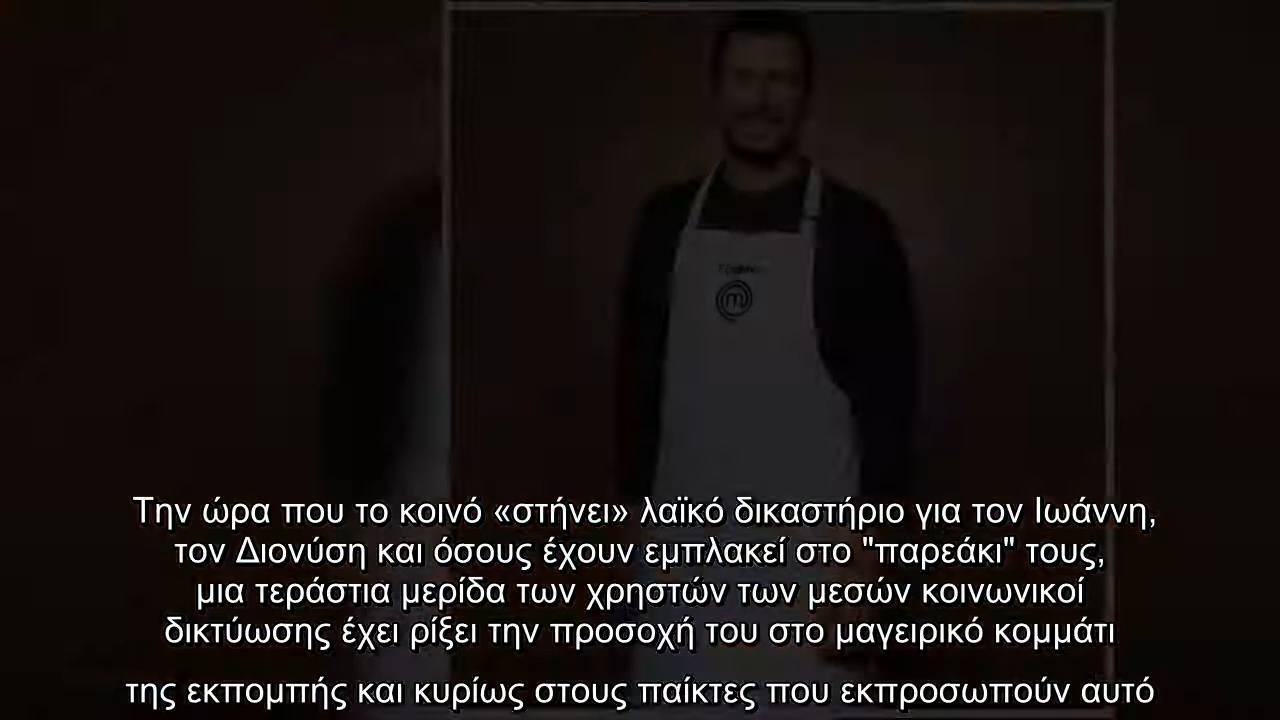 Την ώρα που το κοινό «στήνει» λαϊκό δικαστήριο για τον Ιωάννη,
τον Διονύση και όσους έχουν εμπλακεί στο "παρεάκι" τους,
μια τεράστια μερίδα των χρηστών των μεσών κοινωνικοί
δικτύωσης έχει ρίξει την προσοχή του στο μαγειρικό κομμάτι
της εκπομπής και κυρίως στους παίκτες που εκπροσωπούν αυτό